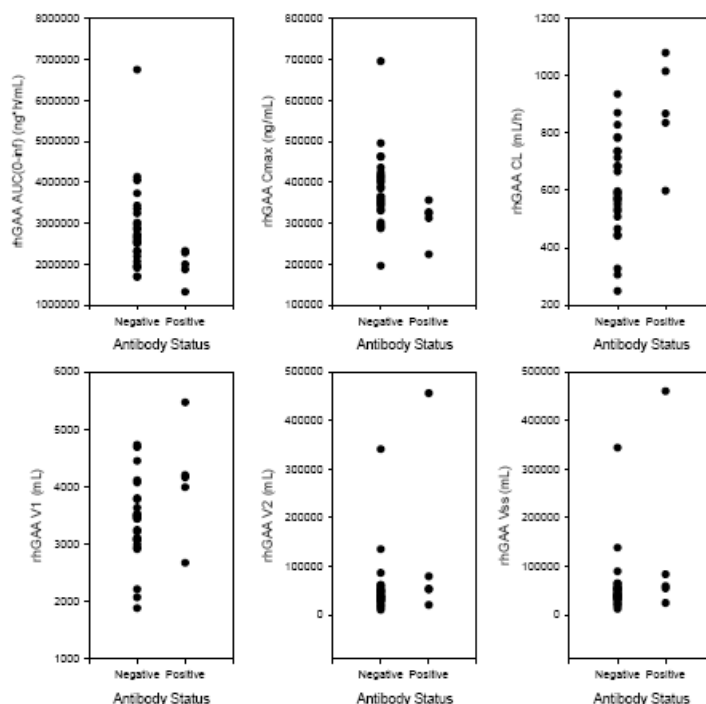 rhGAA AUC(0-inf) (ng*h/mL)
8000000
7000000
6000000
5000000
4000000
3000000
2000000
1000000
Negative Positive
Antibody Status
rhGAA Cmax (ng/mL)
800000
700000
600000
500000
400000
300000
200000
100000
Negative Positive
Antibody Status
rhGAA CL (mL/h)
1200
1000
800
600
400
200
Negative Positive
Antibody Status
rhGAA V1 (mL)
6000
5000
4000
3000
2000
1000
Negative Positive
Antibody Status
rhGAA V2 (mL)
500000
400000
300000
200000
100000
0
Negative Positive
Antibody Status
rhGAA Vss (mL)
500000
400000
300000
200000
100000
0
Negative Positive
Antibody Status